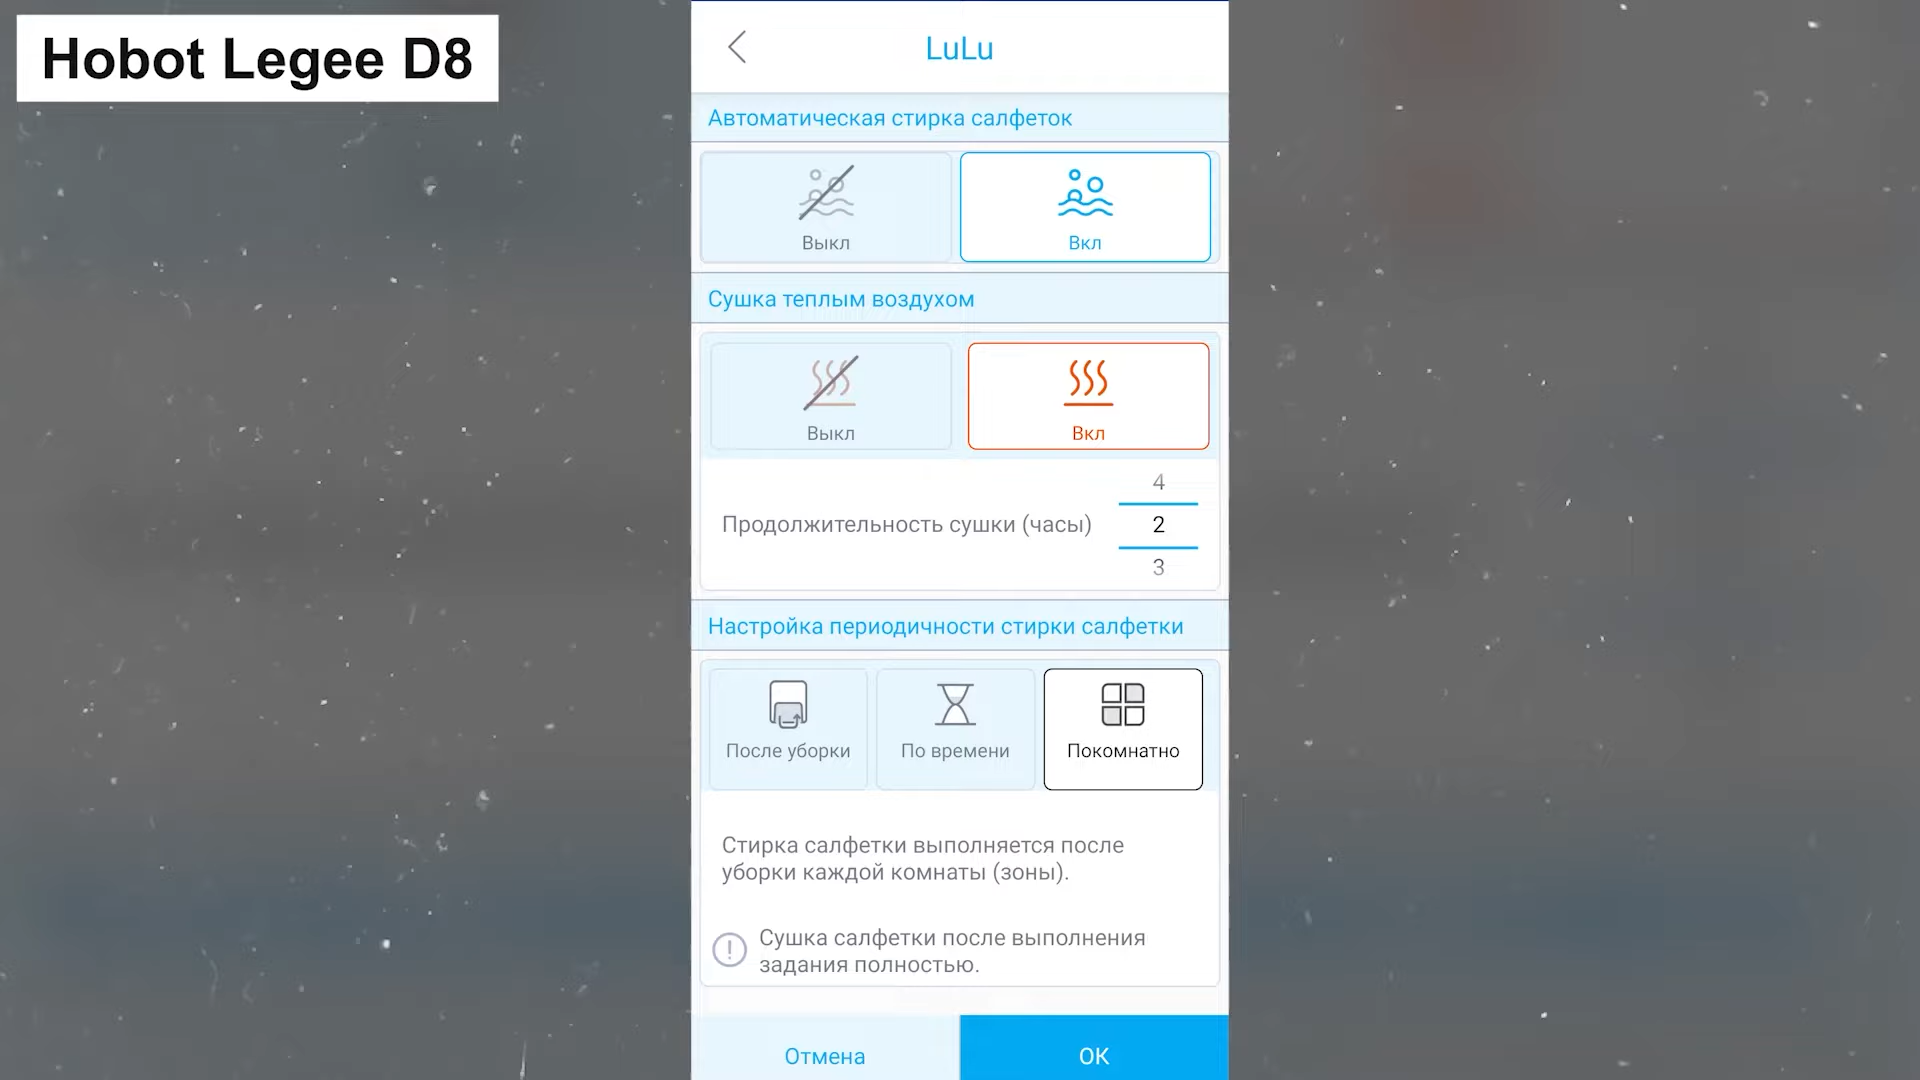 Hobot Legee D8
LuLu
Автоматическая стирка салфеток
Выкл
Вкл
Сушка теплым воздухом
Выкл
Вкл
4
Продолжительность сушки (часы)
2
3
Настройка периодичности стирки салфетки
После уборки
По времени
Покомнатно
Стирка салфетки выполняется после
уборки каждой комнаты (зоны).
Сушка салфетки после выполнения
задания полностью.
Отмена
ОК